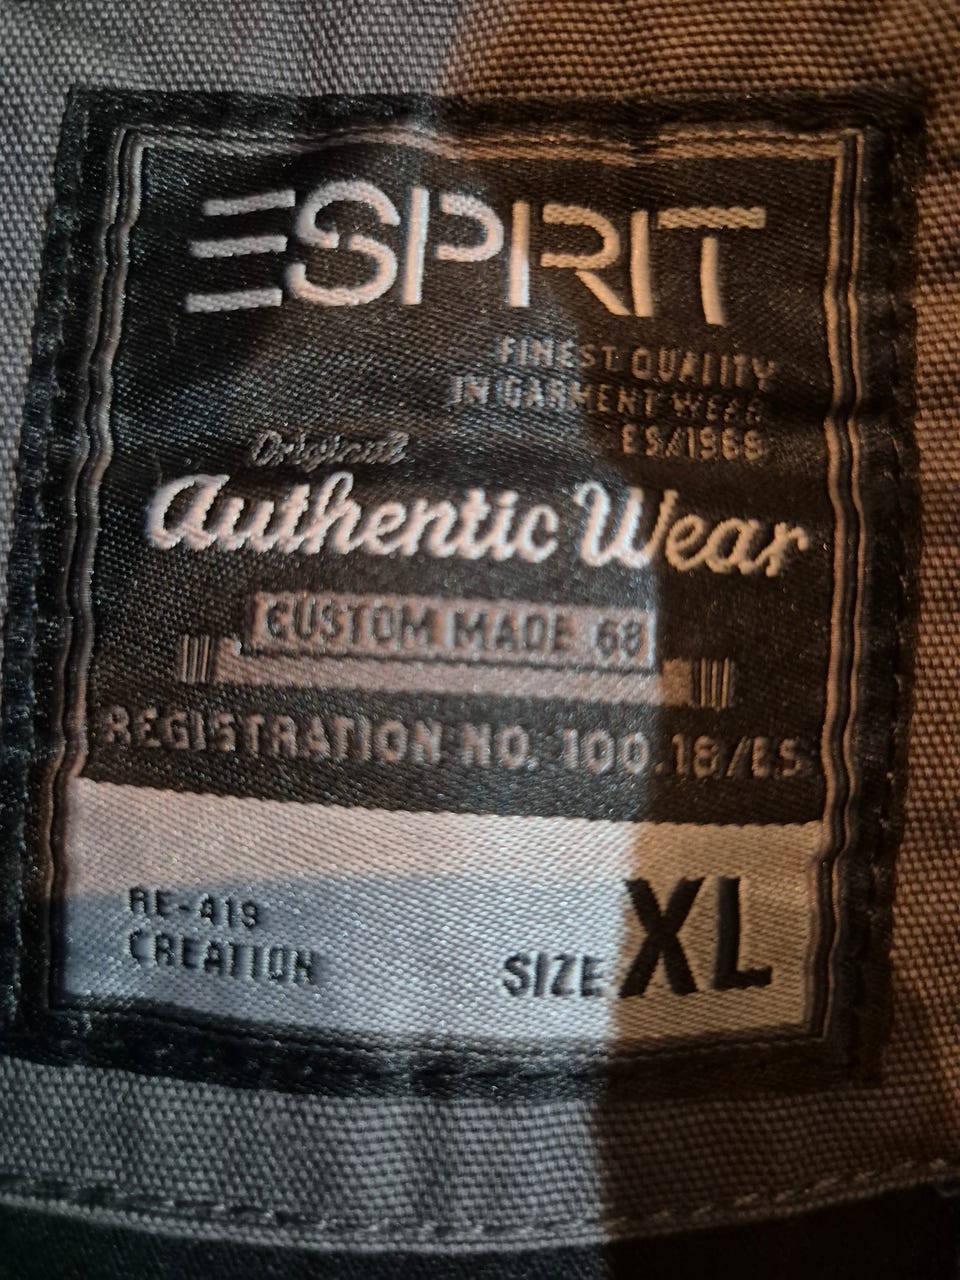 ESPRIT
FINEST QUALITY
IN GARMENT WEAR
ES/1968
Original
Authentic Wear
CUSTOM MADE 68
REGISTRATION NO. 100.18/ES
RE-419
CREATION
SIZE XL